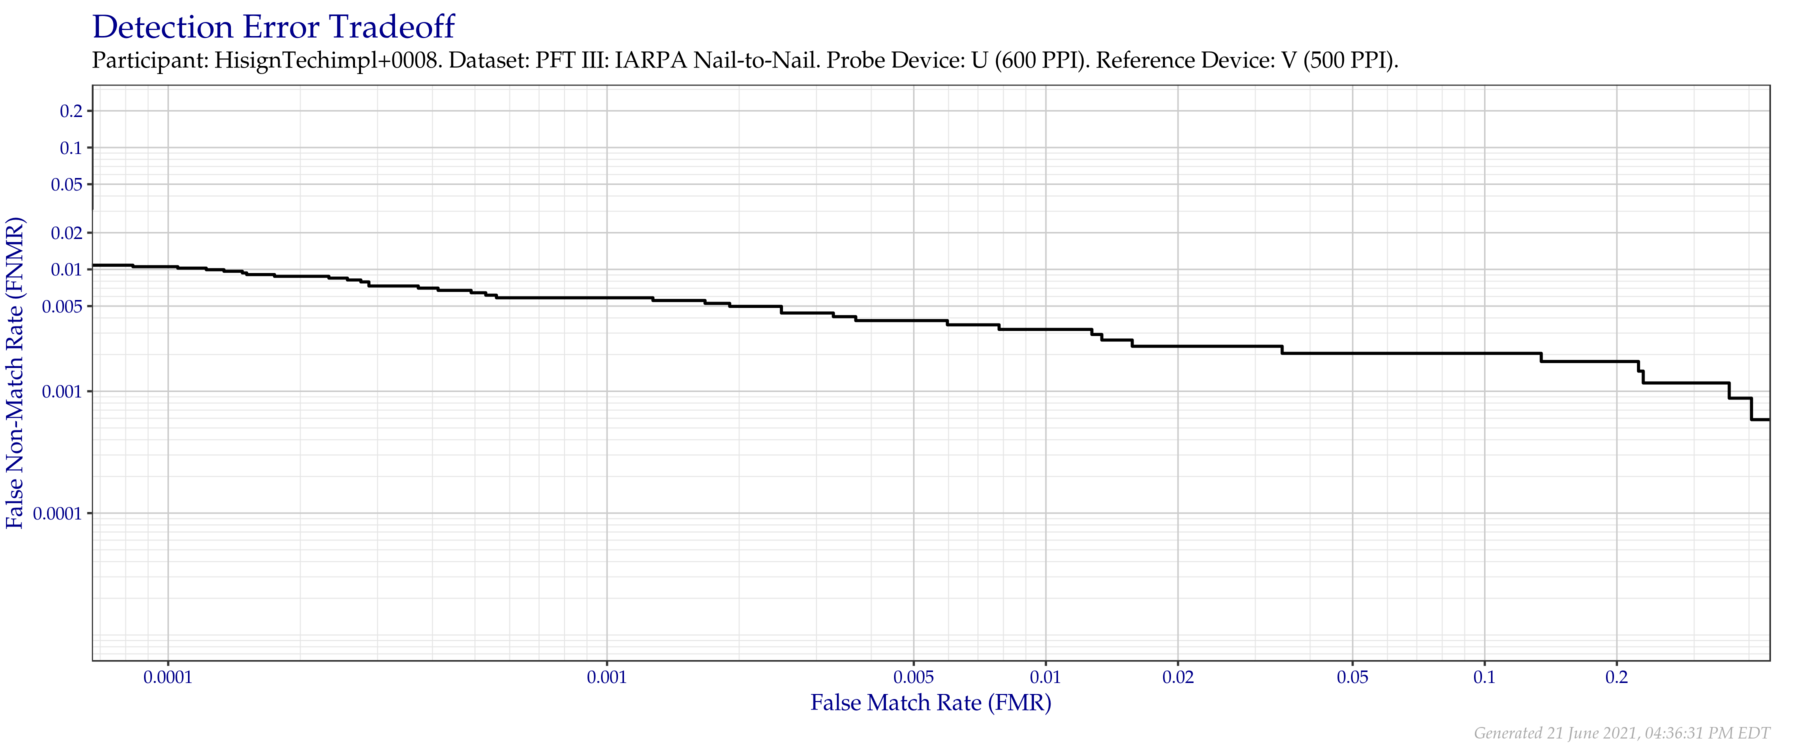 Detection Error Tradeoff
Participant: HisignTechimpl+0008. Dataset: PFT III: IARPA Nail-to-Nail. Probe Device: U (600 PPI). Reference Device: V (500 PPI).
False Non-Match Rate (FNMR)
0.2
0.1
0.05
0.02
0.01
0.005
0.001
0.0001
0.0001 0.001 0.005 0.01 0.02 0.05 0.1 0.2
False Match Rate (FMR)
Generated 21 June 2021, 04:36:31 PM EDT